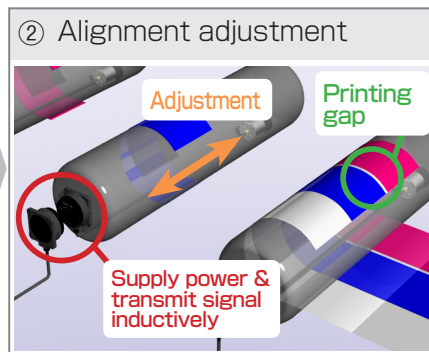 ② Alignment adjustment
Adjustment
Printing
gap
Supply power &
transmit signal
inductively